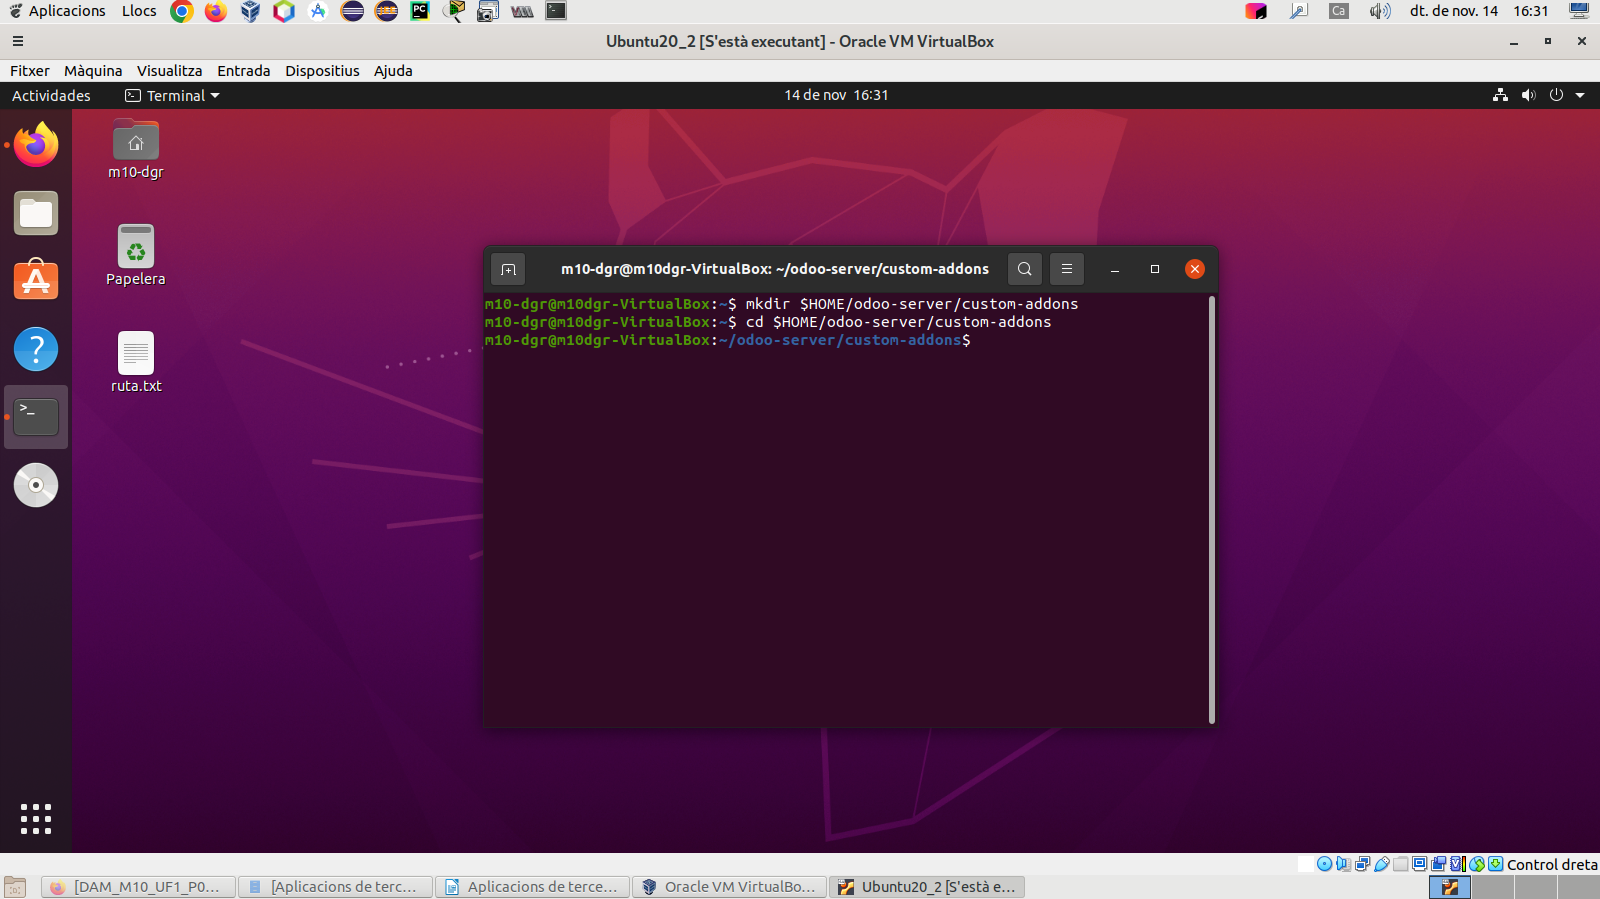 Aplicacions Llocs Ca dt. de nov. 14 16:31
Ubuntu20_2 [S'està executant] - Oracle VM VirtualBox
Fitxer Màquina Visualitza Entrada Dispositius Ajuda
Actividades Terminal 14 de nov 16:31
m10-dgr
Papelera
ruta.txt
m10-dgr@m10dgr-VirtualBox: ~/odoo-server/custom-addons
m10-dgr@m10dgr-VirtualBox:~$ mkdir $HOME/odoo-server/custom-addons
m10-dgr@m10dgr-VirtualBox:~$ cd $HOME/odoo-server/custom-addons
m10-dgr@m10dgr-VirtualBox:~/odoo-server/custom-addons$
Control dreta
[DAM_M10_UF1_P0... [Aplicacions de terc... Aplicacions de terce... Oracle VM VirtualBo... Ubuntu20_2 [S'està e...